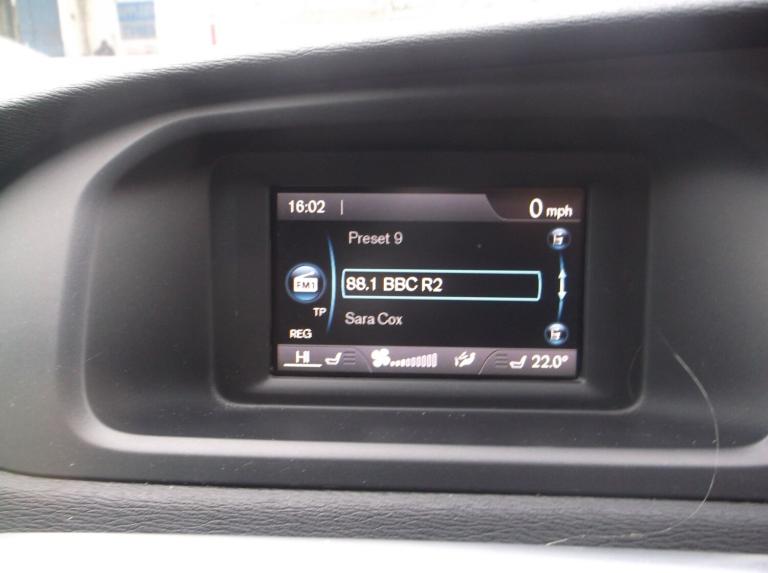 16:02 | 0 mph
Preset 9
FM1
88.1 BBC R2
TP
Sara Cox
REG
HI 22.0°